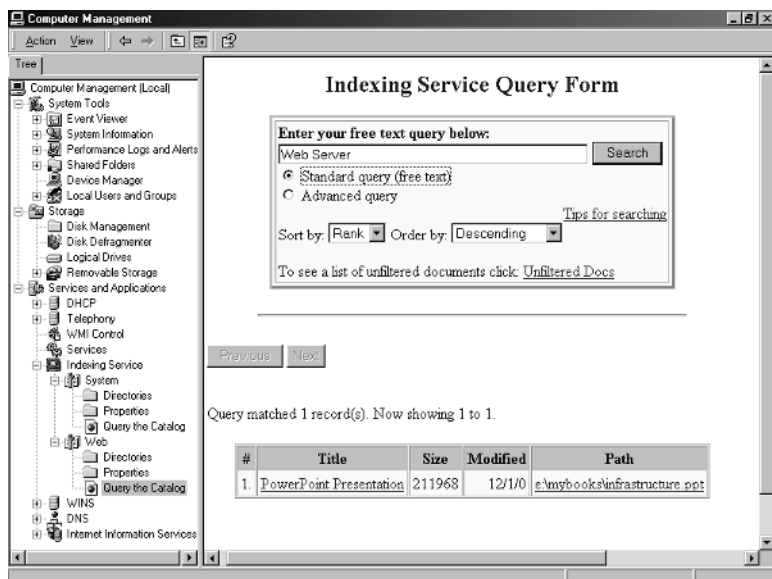 Computer Management
Action View
Tree
Computer Management (Local)
System Tools
Event Viewer
System Information
Performance Logs and Alerts
Shared Folders
Device Manager
Local Users and Groups
Storage
Disk Management
Disk Defragmenter
Logical Drives
Removable Storage
Services and Applications
DHCP
Telephony
WMI Control
Services
Indexing Service
System
Directories
Properties
Query the Catalog
Web
Directories
Properties
Query the Catalog
WINS
DNS
Internet Information Services
Indexing Service Query Form
Enter your free text query below:
Web Server Search
Standard query (free text)
Advanced query
Tips for searching
Sort by: Rank Order by: Descending
To see a list of unfiltered documents click: Unfiltered Docs
Previous Next
Query matched 1 record(s). Now showing 1 to 1.
# Title Size Modified Path
1. PowerPoint Presentation 211968 12/1/0 e:\mybooks\infrastructure.ppt